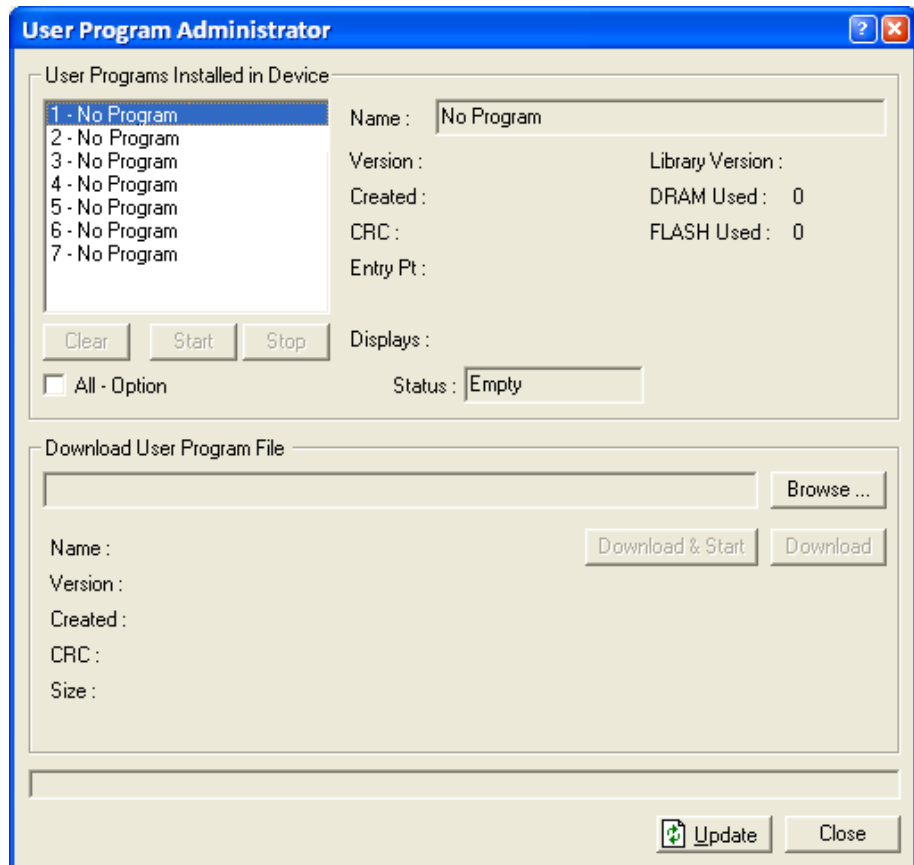 User Program Administrator
User Programs Installed in Device
1 - No Program
2 - No Program
3 - No Program
4 - No Program
5 - No Program
6 - No Program
7 - No Program
Name : No Program
Version :
Library Version :
Created :
DRAM Used : 0
CRC :
FLASH Used : 0
Entry Pt :
Clear Start Stop
Displays :
All - Option
Status : Empty
Download User Program File
Browse ...
Name :
Download & Start Download
Version :
Created :
CRC :
Size :
Update Close